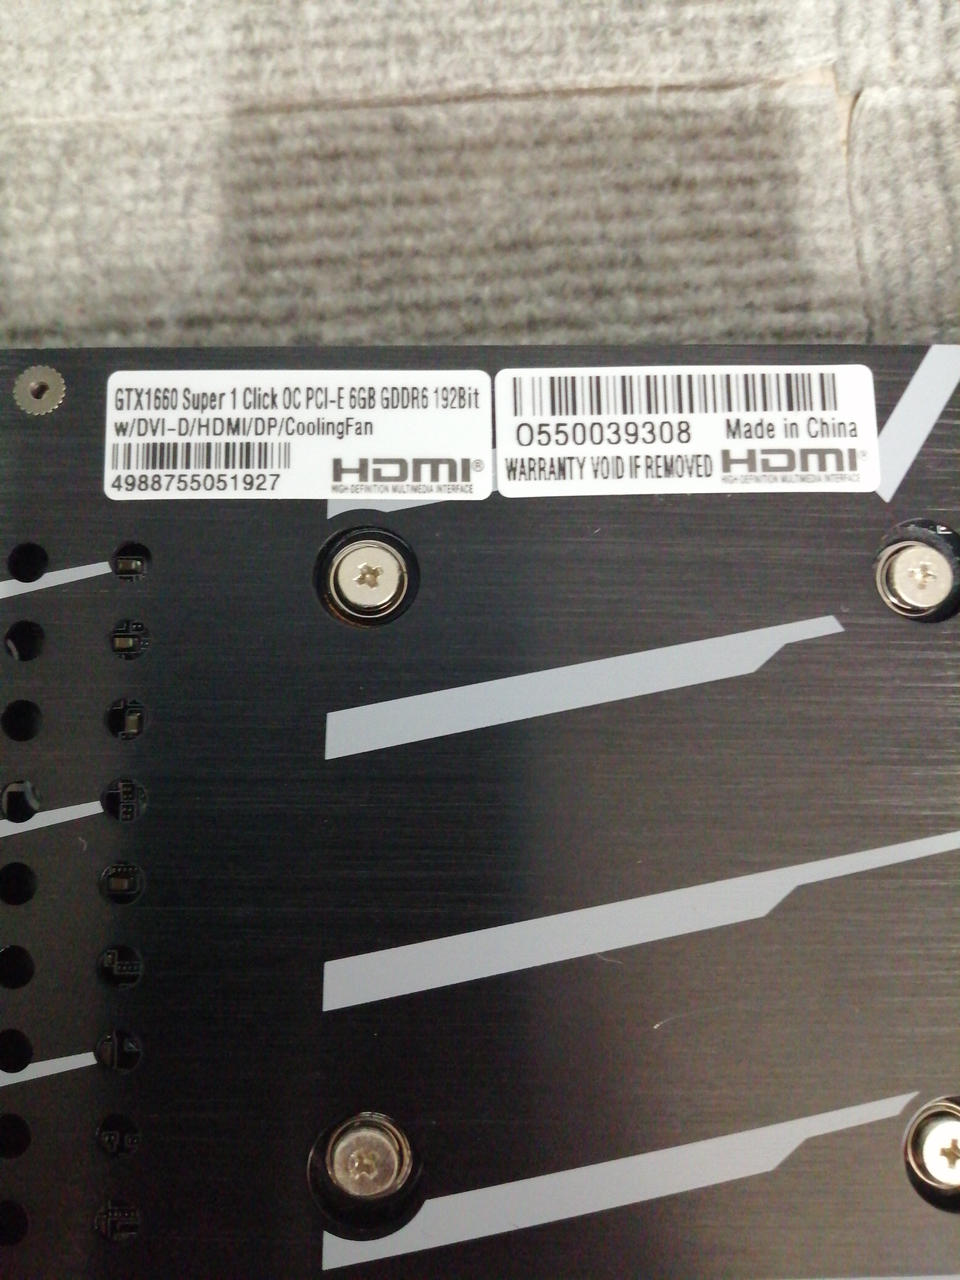 GTX1660 Super 1 Click OC PCI-E 6GB GDDR6 192Bit
w/DVI-D/HDMI/DP/CoolingFan
4988755051927
HDMI®
HIGH-DEFINITION MULTIMEDIA INTERFACE
O550039308
Made in China
WARRANTY VOID IF REMOVED
HDMI®
HIGH-DEFINITION MULTIMEDIA INTERFACE